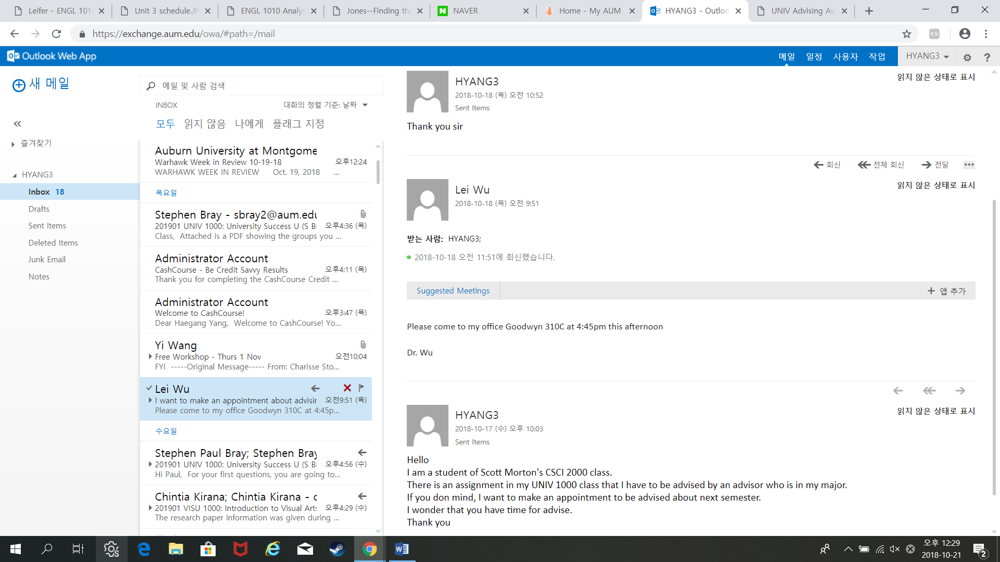 Leifer - ENGL 101
Unit 3 schedule.JP
ENGL 1010 Analys
Jones--Finding the
NAVER
Home - My AUM
HYANG3 - Outloo
UNIV Advising As
https://exchange.aum.edu/owa/#path=/mail
EX
Outlook Web App
메일 일정 사용자 작업
HYANG3
?
새 메일
즐겨찾기
HYANG3
Inbox 18
Drafts
Sent Items
Deleted Items
Junk Email
Notes
메일 및 사람 검색
INBOX 대화의 정렬 기준: 날짜
모두 읽지 않음 나에게 플래그 지정
Auburn University at Montgome
Warhawk Week in Review 10-19-18 오후12:24
WARHAWK WEEK IN REVIEW Oct. 19, 2018 ...
목요일
Stephen Bray - sbray2@aum.edu
201901 UNIV 1000: University Success U (S B 오후4:36 (목)
Class, Attached is a PDF showing the groups you ...
Administrator Account
CashCourse - Be Credit Savvy Results 오후4:11 (목)
Thank you for completing the CashCourse Credit ...
Administrator Account
Welcome to CashCourse! 오후3:47 (목)
Dear Haegang Yang, Welcome to CashCourse! Yo...
Yi Wang
Free Workshop - Thurs 1 Nov 오전10:04
FYI -----Original Message----- From: Charisse Sto...
Lei Wu
I want to make an appointment about advisin 오전9:51 (목)
Please come to my office Goodwyn 310C at 4:45p...
수요일
Stephen Paul Bray; Stephen Bray
201901 UNIV 1000: University Success U (S B 오후4:56 (수)
Hi Paul, For your first questions, you are going to...
Chintia Kirana; Chintia Kirana - c
201901 VISU 1000: Introduction to Visual Arts 오후4:29 (수)
The research paper information was given during ...
HYANG3
읽지 않은 상태로 표시
2018-10-18 (목) 오전 10:52
Sent Items
Thank you sir
회신 전체 회신 전달
Lei Wu
읽지 않은 상태로 표시
2018-10-18 (목) 오전 9:51
받는 사람: HYANG3;
2018-10-18 오전 11:51에 회신했습니다.
Suggested Meetings + 앱 추가
Please come to my office Goodwyn 310C at 4:45pm this afternoon
Dr. Wu
HYANG3
읽지 않은 상태로 표시
2018-10-17 (수) 오후 10:03
Sent Items
Hello
I am a student of Scott Morton's CSCI 2000 class.
There is an assignment in my UNIV 1000 class that I have to be advised by an advisor who is in my major.
If you don mind, I want to make an appointment to be advised about next semester.
I wonder that you have time for advise.
Thank you
오후 12:29
2018-10-21
2